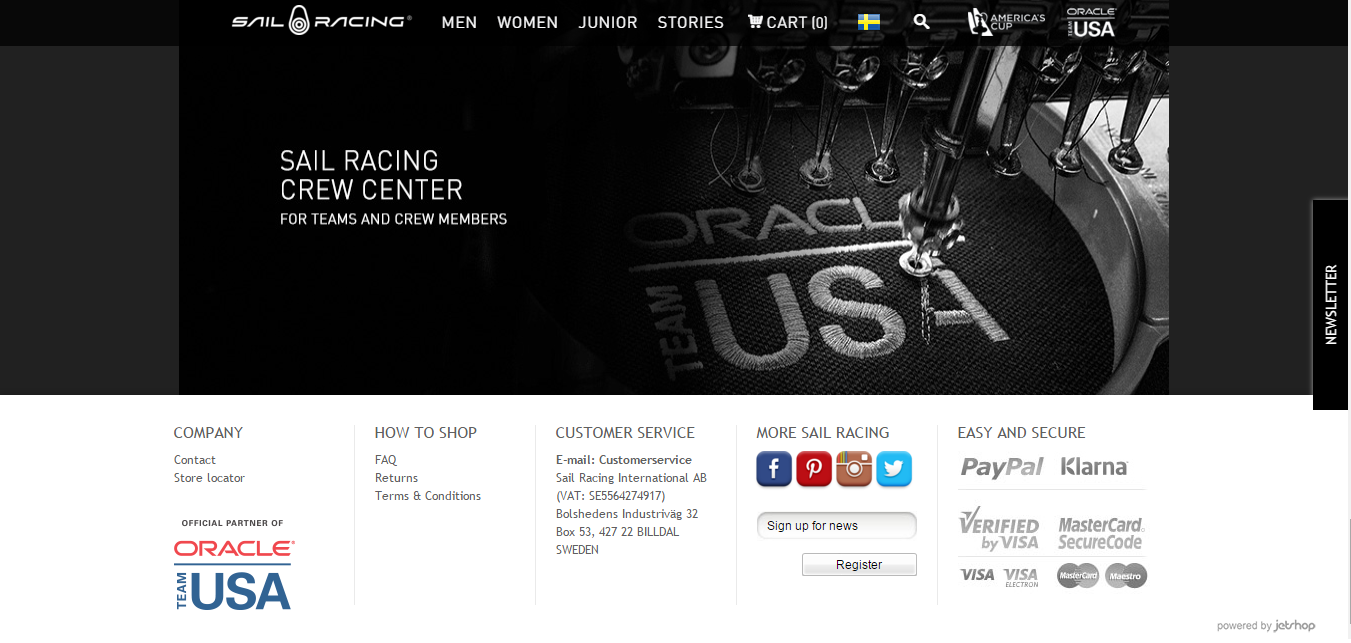 SAIL RACING
MEN
WOMEN
JUNIOR
STORIES
CART (0)
AMERICA'S
CUP
ORACLE
TEAM USA
SAIL RACING
CREW CENTER
FOR TEAMS AND CREW MEMBERS
ORACLE
TEAM USA
NEWSLETTER
COMPANY
Contact
Store locator
OFFICIAL PARTNER OF
ORACLE
TEAM USA
HOW TO SHOP
FAQ
Returns
Terms & Conditions
CUSTOMER SERVICE
E-mail: Customerservice
Sail Racing International AB
(VAT: SE5564274917)
Bolshedens Industriväg 32
Box 53, 427 22 BILLDAL
SWEDEN
MORE SAIL RACING
Sign up for news
Register
EASY AND SECURE
PayPal Klarna
VERIFIED
by VISA
MasterCard.
SecureCode
VISA
VISA
ELECTRON
MasterCard
Maestro
powered by jetshop